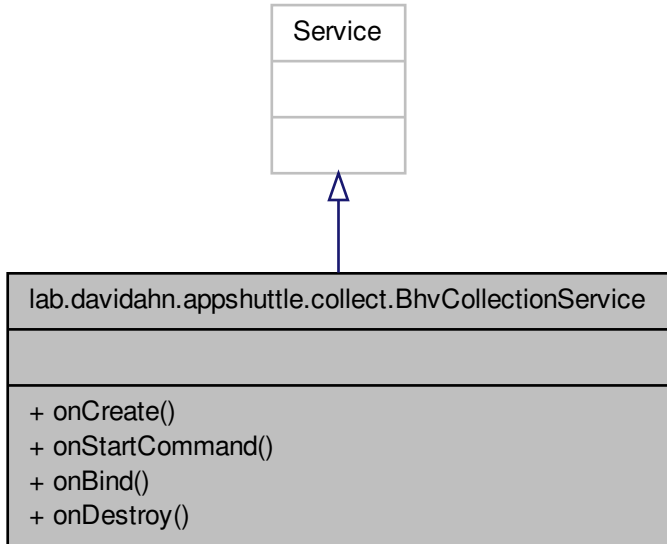 Service
lab.davidahn.appshuttle.collect.BhvCollectionService
+ onCreate()
+ onStartCommand()
+ onBind()
+ onDestroy()